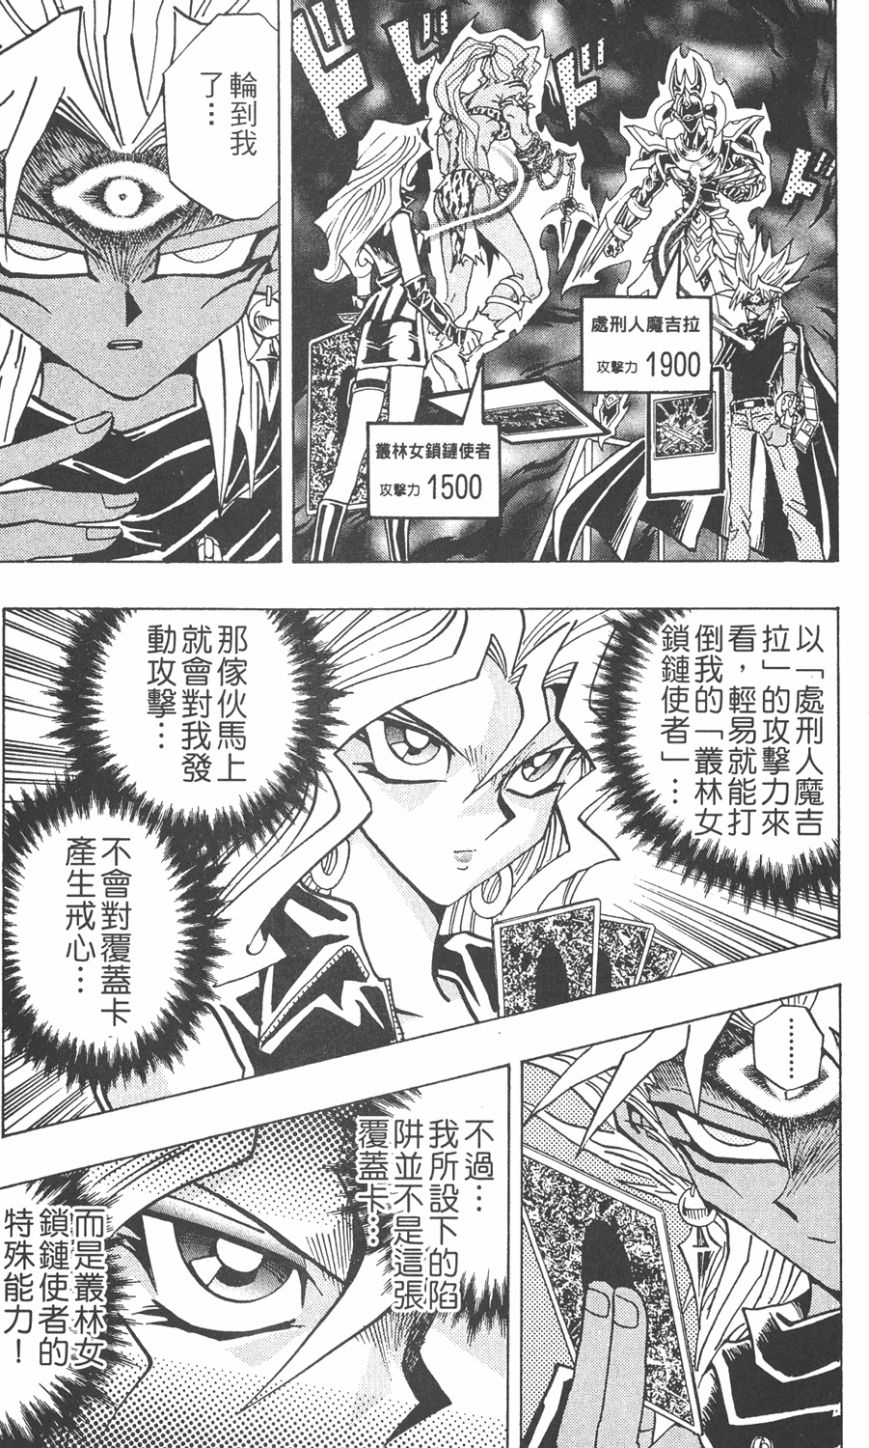 ドドド
ドド
處刑人魔吉拉
攻擊力 1900
叢林女鎖鏈使者
攻擊力 1500
輪到我
了…
以「處刑人魔吉
拉」的攻擊力來
看，輕易就能打
倒我的「叢林女
鎖鏈使者」…
那傢伙馬上
就會對我發
動攻擊…
不會對覆蓋卡
產生戒心…
………
不過…
我所設下的陷
阱並不是這張
覆蓋卡…
而是叢林女
鎖鏈使者的
特殊能力！